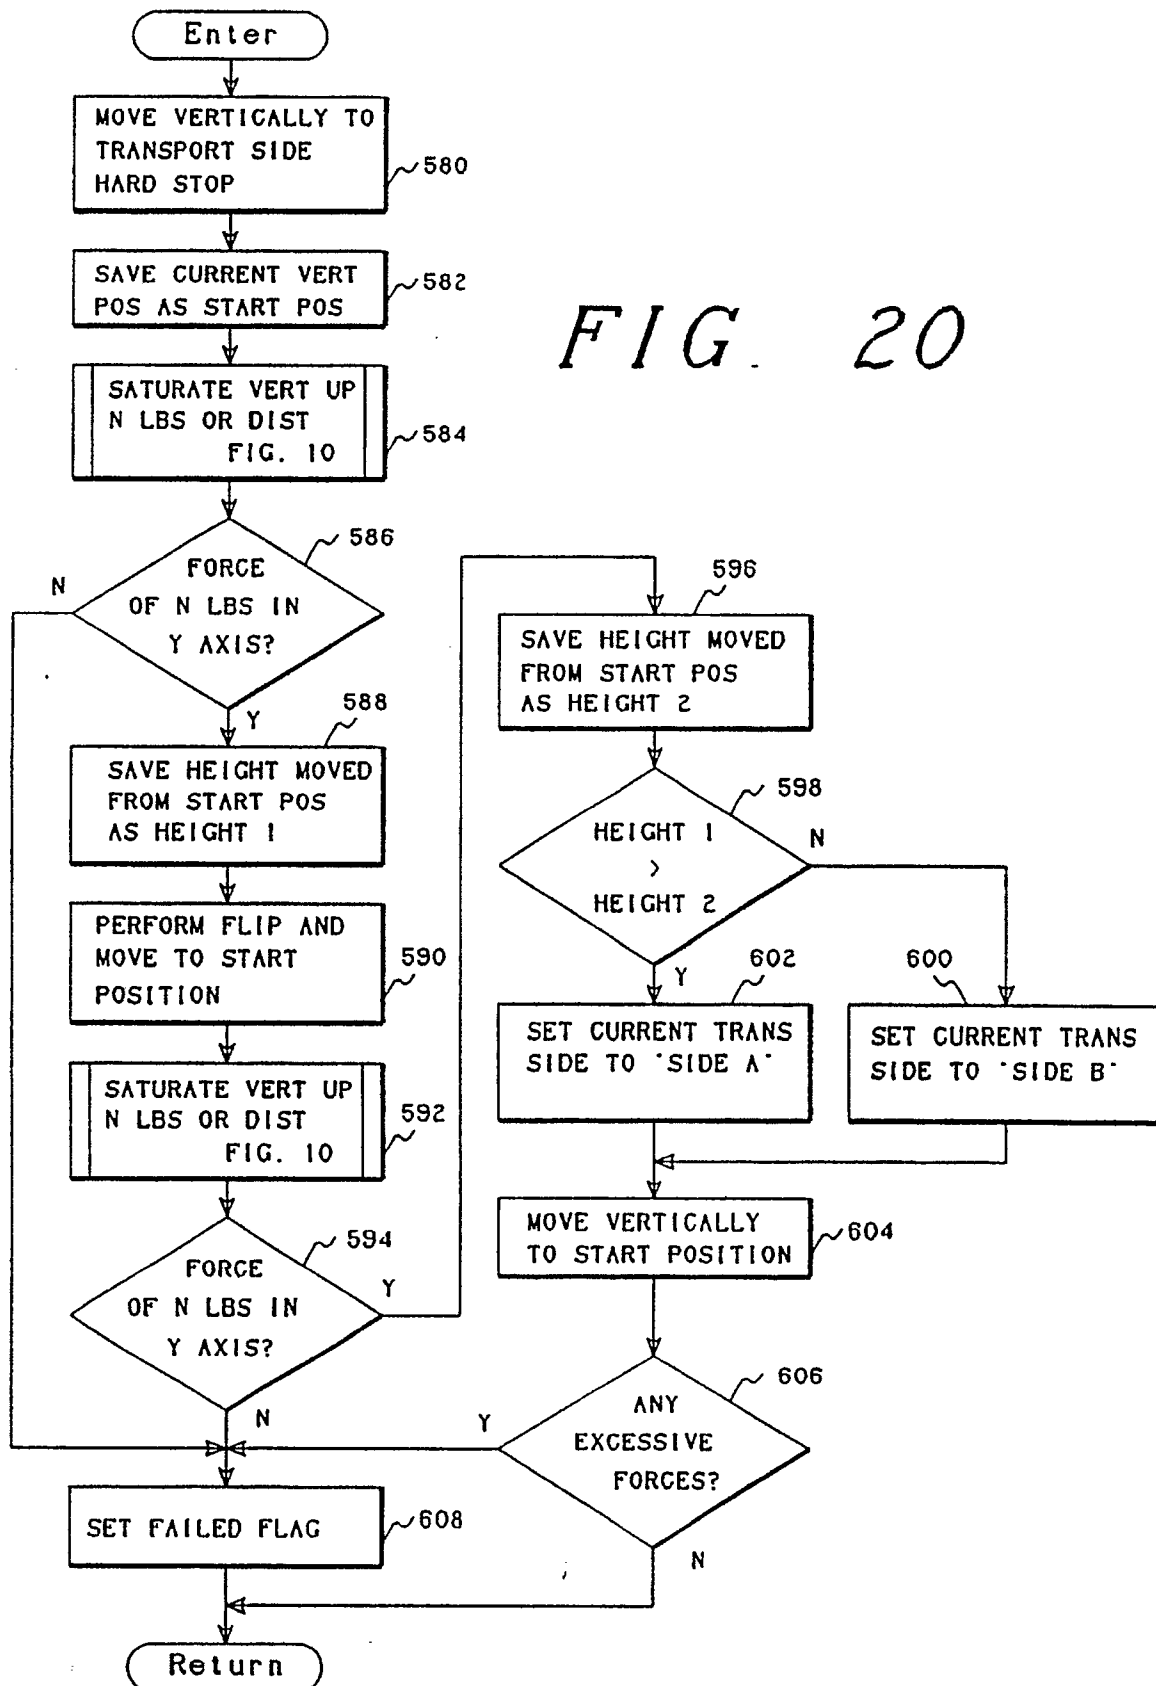 Enter
MOVE VERTICALLY TO
TRANSPORT SIDE
HARD STOP
580
SAVE CURRENT VERT
POS AS START POS
582
FIG. 20
SATURATE VERT UP
N LBS OR DIST
FIG. 10
584
586
FORCE
OF N LBS IN
Y AXIS?
N
Y
588
SAVE HEIGHT MOVED
FROM START POS
AS HEIGHT 1
PERFORM FLIP AND
MOVE TO START
POSITION
590
SATURATE VERT UP
N LBS OR DIST
FIG. 10
592
594
FORCE
OF N LBS IN
Y AXIS?
Y
N
596
SAVE HEIGHT MOVED
FROM START POS
AS HEIGHT 2
598
HEIGHT 1
>
HEIGHT 2
N
Y
602
SET CURRENT TRANS
SIDE TO "SIDE A"
600
SET CURRENT TRANS
SIDE TO "SIDE B"
MOVE VERTICALLY
TO START POSITION
604
606
ANY
EXCESSIVE
FORCES?
Y
N
SET FAILED FLAG
608
Return